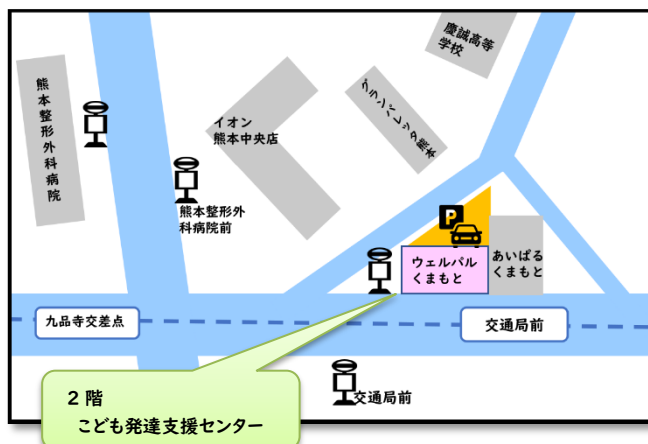 慶誠高等
学校
熊本整形外科病院
イオン
熊本中央店
グランパレッタ熊本
熊本整形外
科病院前
P
ウェルパル
くまもと
あいぱる
くまもと
九品寺交差点
交通局前
2階
こども発達支援センター
交通局前